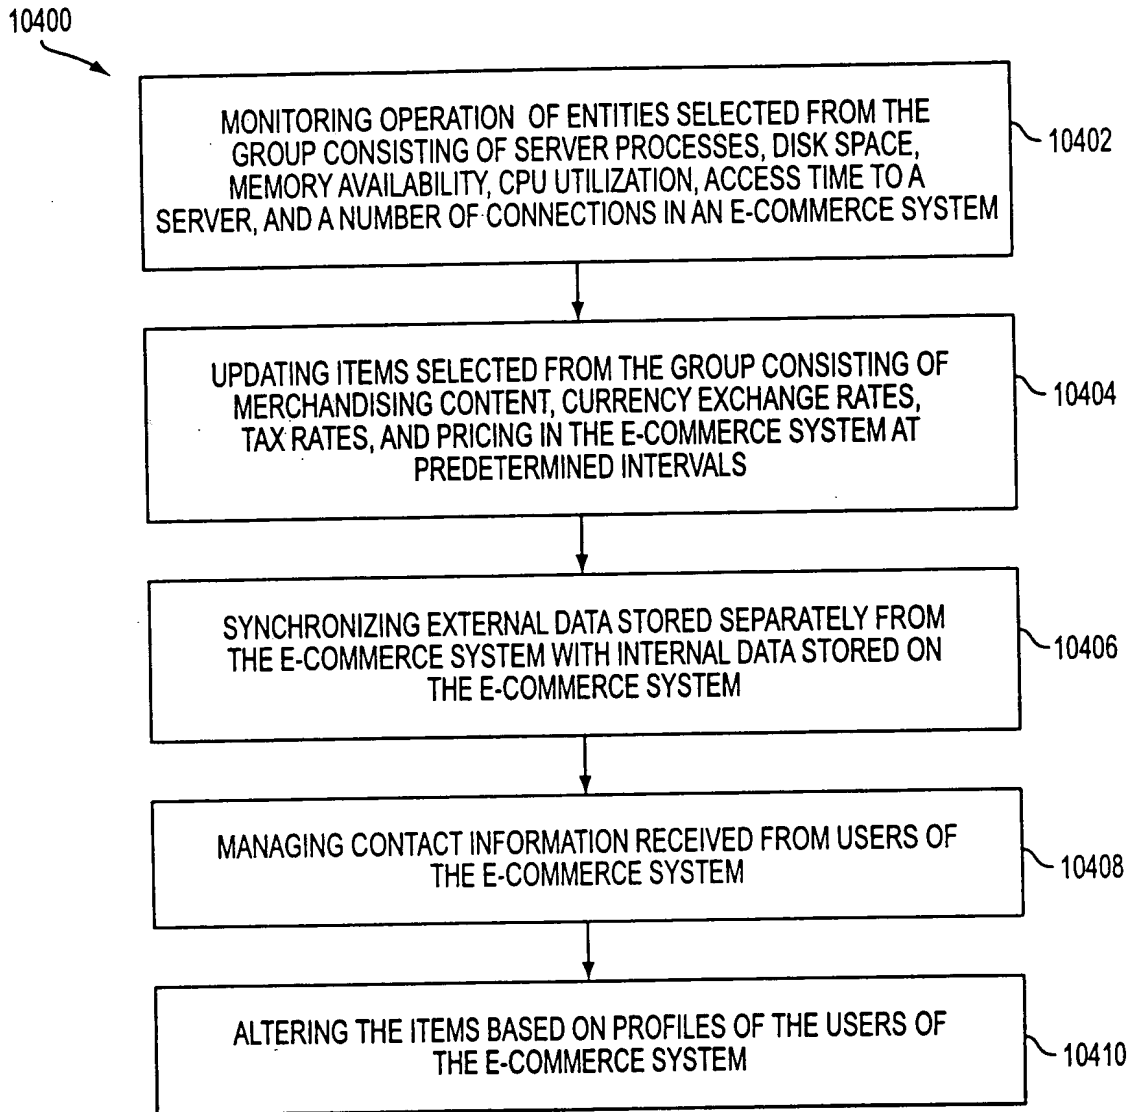 10400
MONITORING OPERATION OF ENTITIES SELECTED FROM THE
GROUP CONSISTING OF SERVER PROCESSES, DISK SPACE,
MEMORY AVAILABILITY, CPU UTILIZATION, ACCESS TIME TO A
SERVER, AND A NUMBER OF CONNECTIONS IN AN E-COMMERCE SYSTEM
10402
UPDATING ITEMS SELECTED FROM THE GROUP CONSISTING OF
MERCHANDISING CONTENT, CURRENCY EXCHANGE RATES,
TAX RATES, AND PRICING IN THE E-COMMERCE SYSTEM AT
PREDETERMINED INTERVALS
10404
SYNCHRONIZING EXTERNAL DATA STORED SEPARATELY FROM
THE E-COMMERCE SYSTEM WITH INTERNAL DATA STORED ON
THE E-COMMERCE SYSTEM
10406
MANAGING CONTACT INFORMATION RECEIVED FROM USERS OF
THE E-COMMERCE SYSTEM
10408
ALTERING THE ITEMS BASED ON PROFILES OF THE USERS OF
THE E-COMMERCE SYSTEM
10410